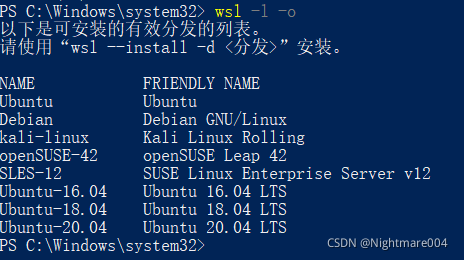 PS C:\Windows\system32> wsl -l -o
以下是可安装的有效分发的列表。
请使用“wsl --install -d <分发>”安装。
NAME FRIENDLY NAME
Ubuntu Ubuntu
Debian Debian GNU/Linux
kali-linux Kali Linux Rolling
openSUSE-42 openSUSE Leap 42
SLES-12 SUSE Linux Enterprise Server v12
Ubuntu-16.04 Ubuntu 16.04 LTS
Ubuntu-18.04 Ubuntu 18.04 LTS
Ubuntu-20.04 Ubuntu 20.04 LTS
PS C:\Windows\system32>
CSDN @Nightmare004